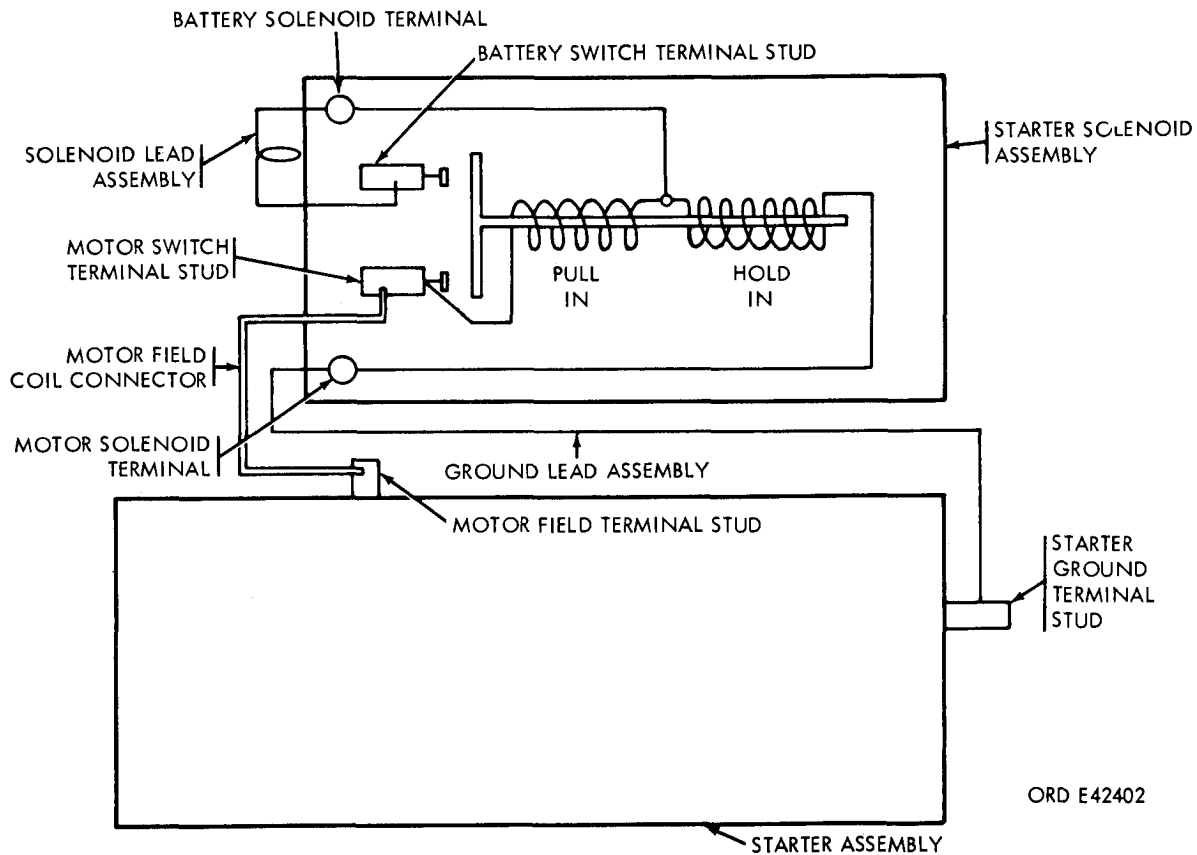 BATTERY SOLENOID TERMINAL
BATTERY SWITCH TERMINAL STUD
SOLENOID LEAD
ASSEMBLY
STARTER SOLENOID
ASSEMBLY
MOTOR SWITCH
TERMINAL STUD
PULL
IN
HOLD
IN
MOTOR FIELD
COIL CONNECTOR
MOTOR SOLENOID
TERMINAL
GROUND LEAD ASSEMBLY
MOTOR FIELD TERMINAL STUD
STARTER
GROUND
TERMINAL
STUD
ORD E42402
STARTER ASSEMBLY